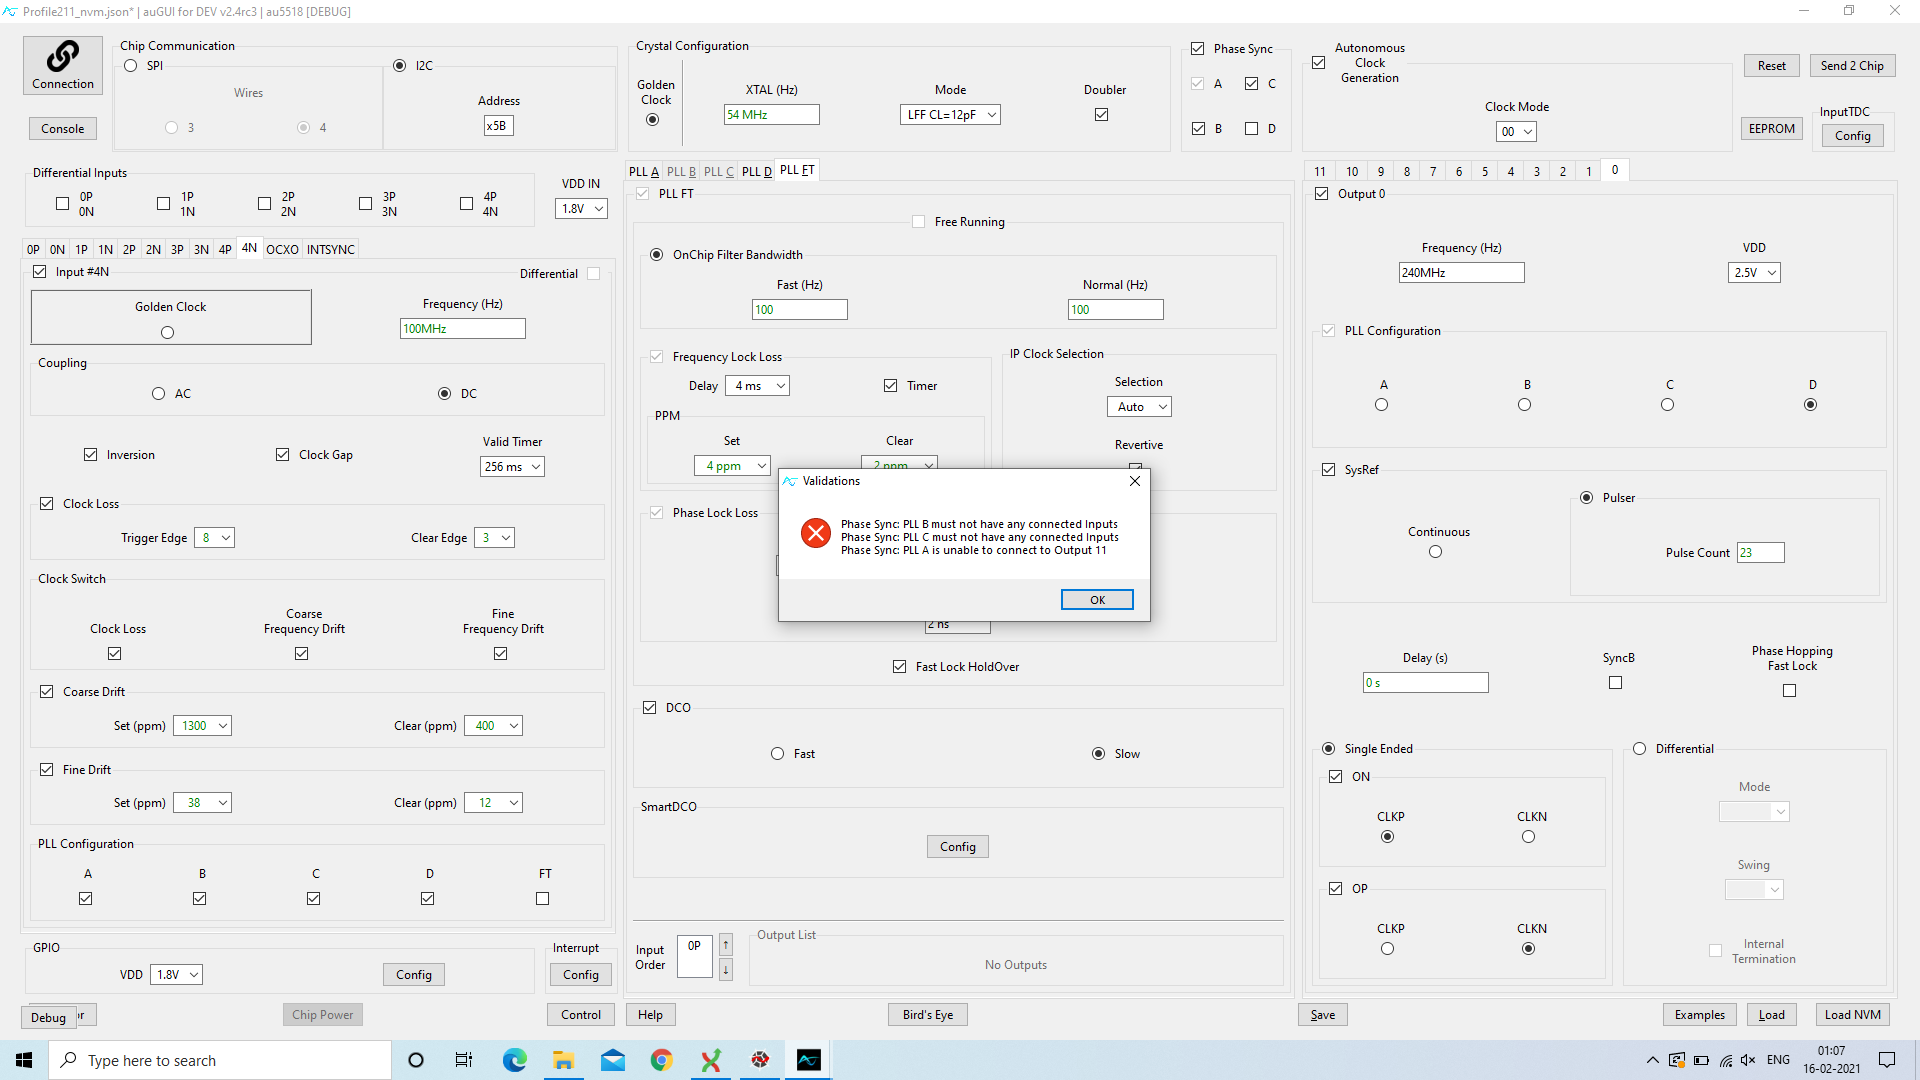 Profile211_nvm.json* | auGUI for DEV v2.4rc3 | au5518 [DEBUG]
Connection
Console
Chip Communication
SPI
Wires
3
4
I2C
Address
x5B
Crystal Configuration
Golden
Clock
XTAL (Hz)
54 MHz
Mode
LFF CL=12pF
Doubler
Phase Sync
A
C
B
D
Autonomous
Clock
Generation
Clock Mode
00
Reset
Send 2 Chip
EEPROM
InputTDC
Config
Differential Inputs
0P
0N
1P
1N
2P
2N
3P
3N
4P
4N
VDD IN
1.8V
0P 0N 1P 1N 2P 2N 3P 3N 4P 4N OCXO INTSYNC
Input #4N
Differential
Golden Clock
Frequency (Hz)
100MHz
Coupling
AC
DC
Inversion
Clock Gap
Valid Timer
256 ms
Clock Loss
Trigger Edge 8
Clear Edge 3
Clock Switch
Clock Loss
Coarse
Frequency Drift
Fine
Frequency Drift
Coarse Drift
Set (ppm) 1300
Clear (ppm) 400
Fine Drift
Set (ppm) 38
Clear (ppm) 12
PLL Configuration
A B C D FT
GPIO
VDD 1.8V
Config
Interrupt
Config
PLL A PLL B PLL C PLL D PLL FT
PLL FT
Free Running
OnChip Filter Bandwidth
Fast (Hz)
100
Normal (Hz)
100
Frequency Lock Loss
Delay 4 ms
Timer
PPM
Set
4 ppm
Clear
2 ppm
IP Clock Selection
Selection
Auto
Revertive
Phase Lock Loss
2 ns
Fast Lock HoldOver
Validations
Phase Sync: PLL B must not have any connected Inputs
Phase Sync: PLL C must not have any connected Inputs
Phase Sync: PLL A is unable to connect to Output 11
OK
DCO
Fast
Slow
SmartDCO
Config
Input
Order
0P
↑
↓
Output List
No Outputs
11 10 9 8 7 6 5 4 3 2 1 0
Output 0
Frequency (Hz)
240MHz
VDD
2.5V
PLL Configuration
A B C D
SysRef
Continuous
Pulser
Pulse Count 23
Delay (s)
0 s
SyncB
Phase Hopping
Fast Lock
Single Ended
ON
CLKP
CLKN
OP
CLKP
CLKN
Differential
Mode
Swing
Internal
Termination
Debug
Chip Power
Control
Help
Bird's Eye
Save
Examples
Load
Load NVM
Type here to search
ENG
01:07
16-02-2021